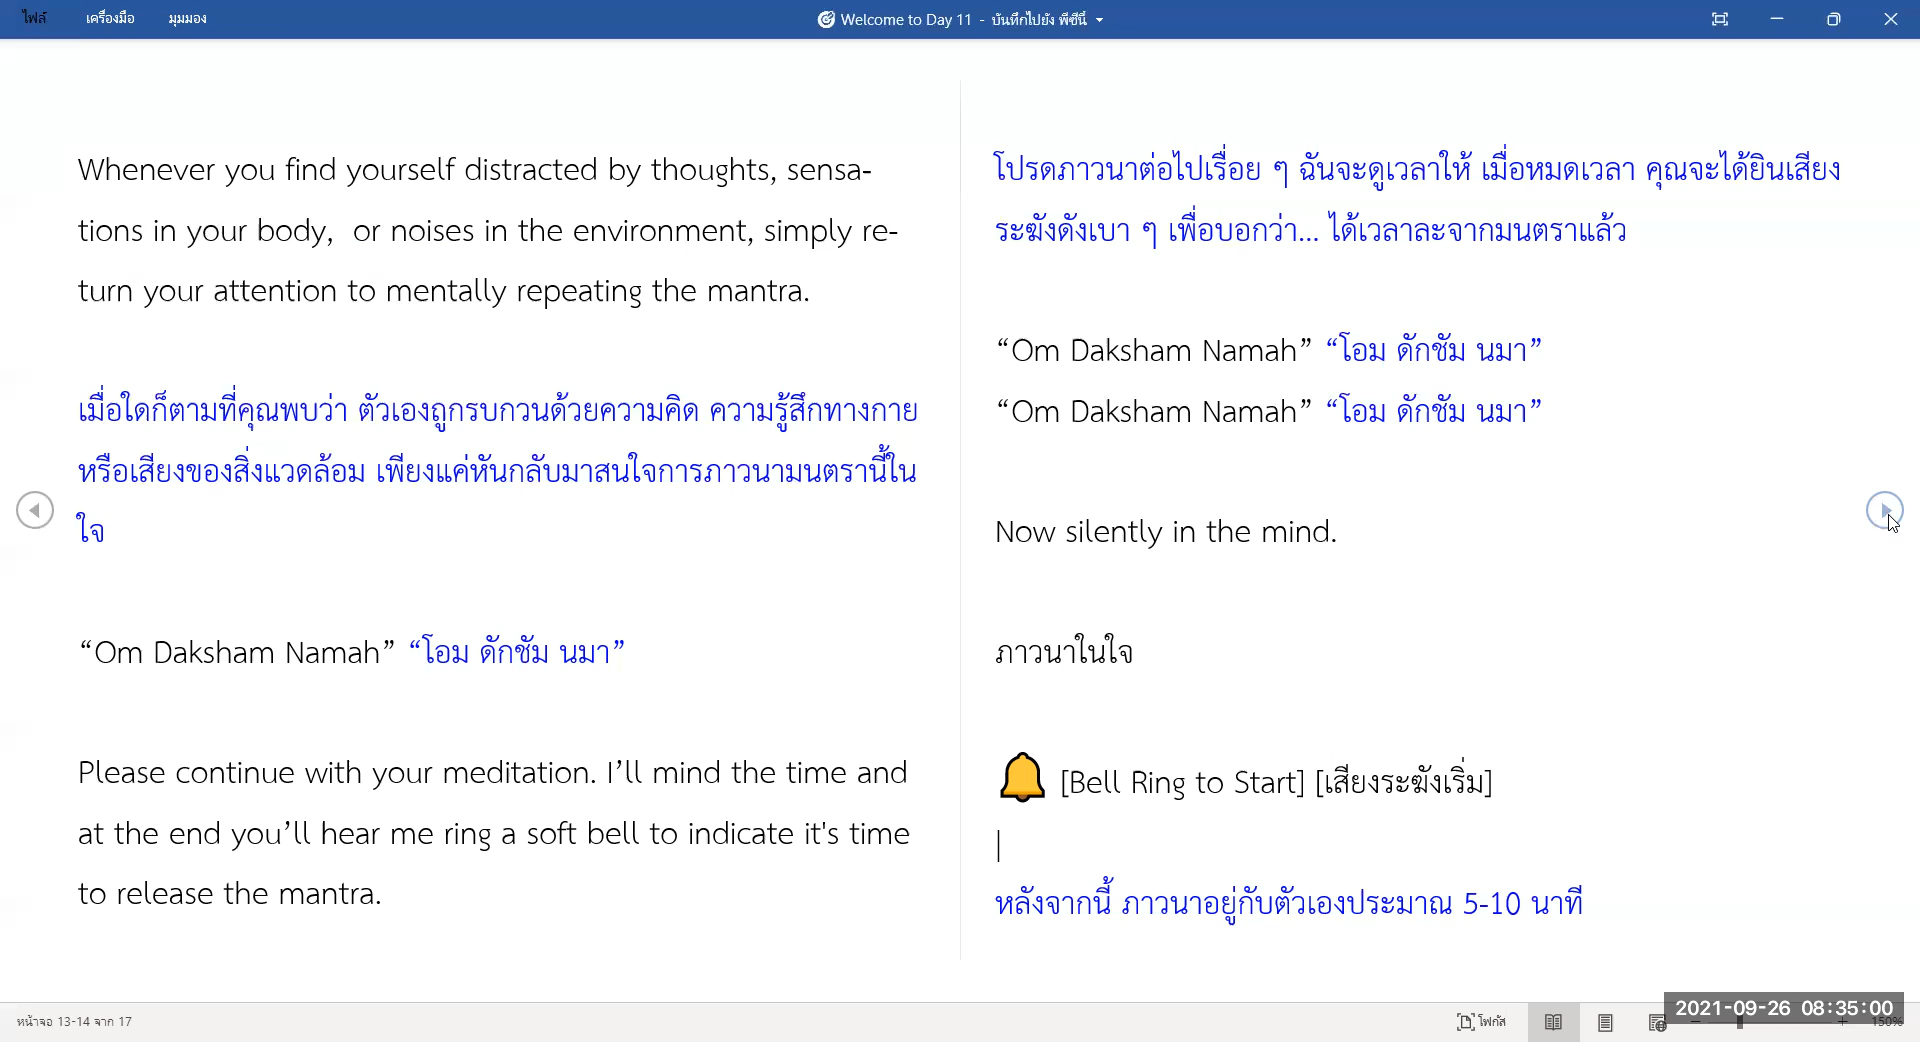 ไฟล์ เครื่องมือ มุมมอง Welcome to Day 11 - บันทึกไปยัง พีซีนี้
Whenever you find yourself distracted by thoughts, sensa-
tions in your body,  or noises in the environment, simply re-
turn your attention to mentally repeating the mantra.
เมื่อใดก็ตามที่คุณพบว่า ตัวเองถูกรบกวนด้วยความคิด ความรู้สึกทางกาย
หรือเสียงของสิ่งแวดล้อม เพียงแค่หันกลับมาสนใจการภาวนามนตรานี้ใน
ใจ
“Om Daksham Namah” “โอม ดักชัม นมา”
Please continue with your meditation. I’ll mind the time and
at the end you’ll hear me ring a soft bell to indicate it's time
to release the mantra.
โปรดภาวนาต่อไปเรื่อย ๆ ฉันจะดูเวลาให้ เมื่อหมดเวลา คุณจะได้ยินเสียง
ระฆังดังเบา ๆ เพื่อบอกว่า... ได้เวลาละจากมนตราแล้ว
“Om Daksham Namah” “โอม ดักชัม นมา”
“Om Daksham Namah” “โอม ดักชัม นมา”
Now silently in the mind.
ภาวนาในใจ
[Bell Ring to Start] [เสียงระฆังเริ่ม]
หลังจากนี้ ภาวนาอยู่กับตัวเองประมาณ 5-10 นาที
หน้าจอ 13-14 จาก 17
โฟกัส
2021-09-26 08:35:00
150%